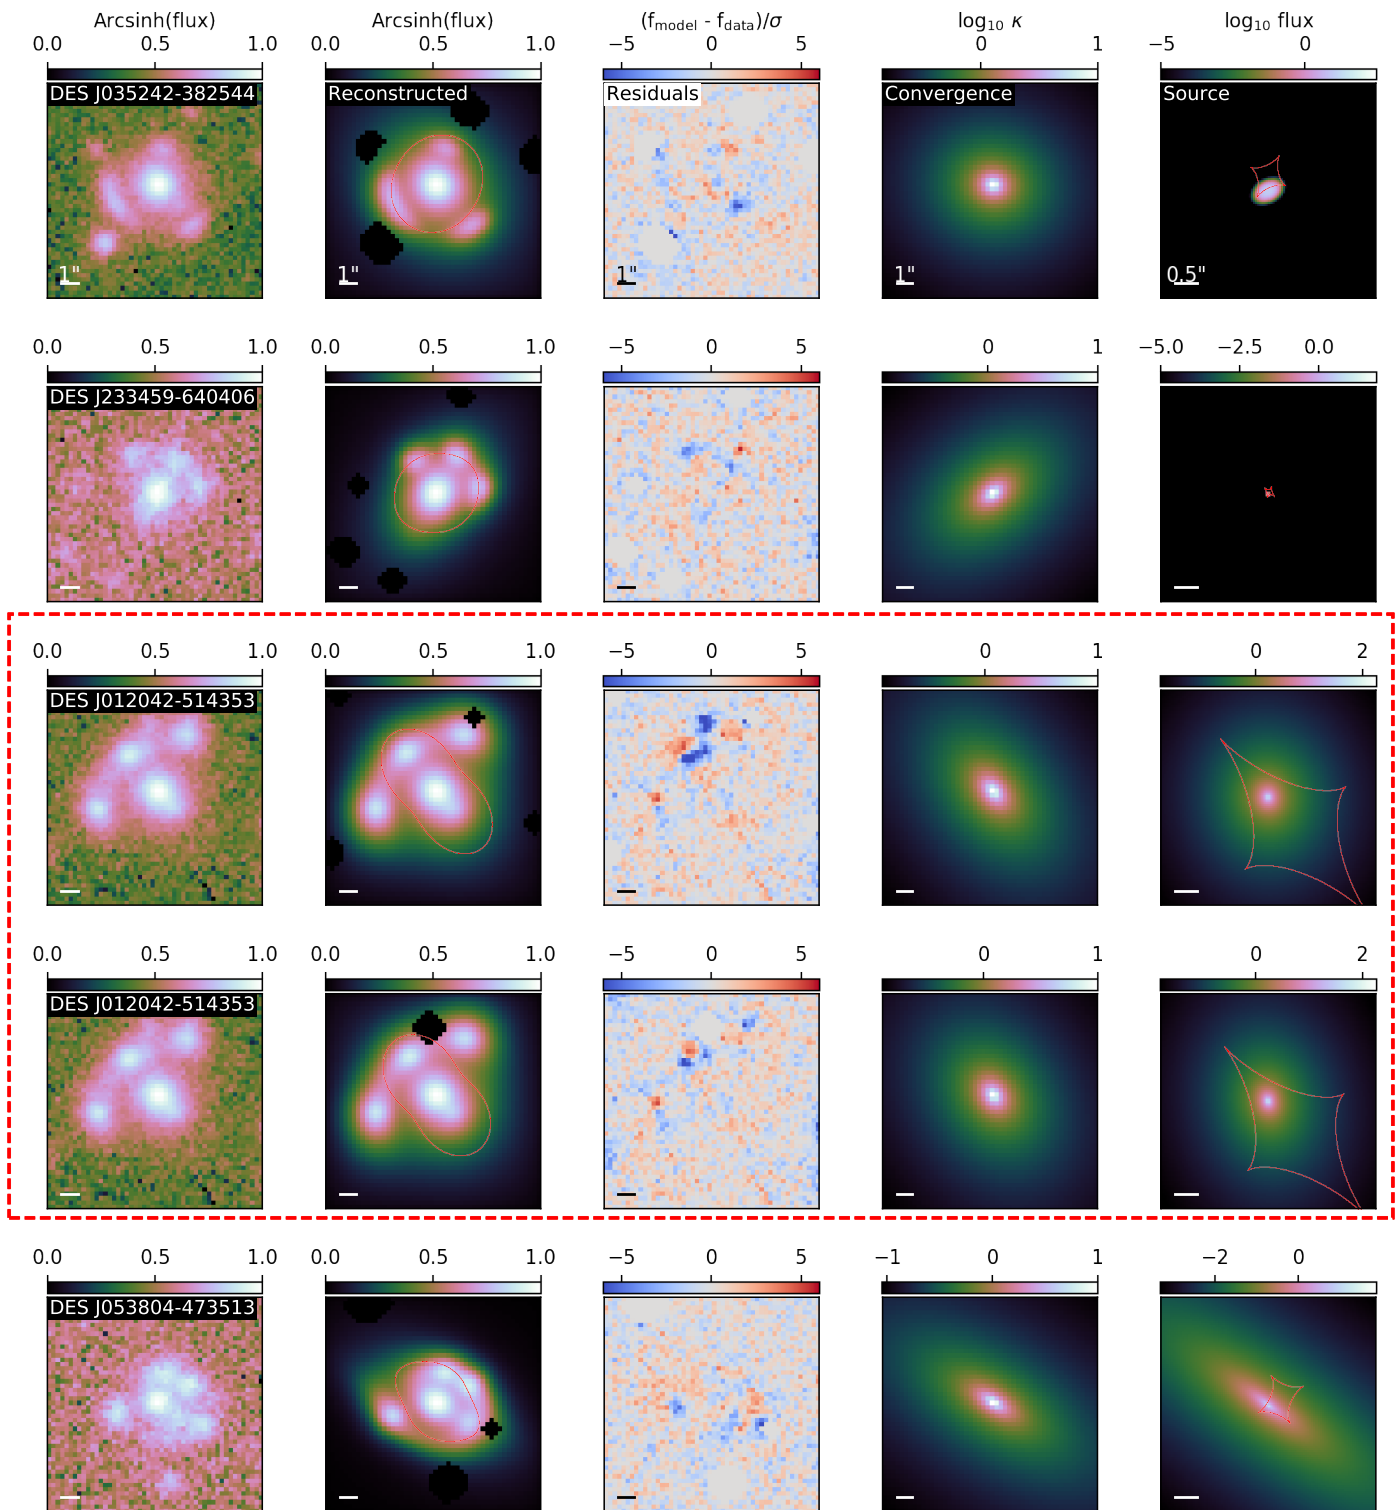 Arcsinh(flux) Arcsinh(flux) (f_model - f_data)/σ log₁₀ κ log₁₀ flux
0.0 0.5 1.0 0.0 0.5 1.0 −5 0 5 0 1 −5 0
DES J035242-382544 Reconstructed Residuals Convergence Source
1" 1" 1" 1" 0.5"
0.0 0.5 1.0 0.0 0.5 1.0 −5 0 5 0 1 −5.0 −2.5 0.0
DES J233459-640406
0.0 0.5 1.0 0.0 0.5 1.0 −5 0 5 0 1 0 2
DES J012042-514353
0.0 0.5 1.0 0.0 0.5 1.0 −5 0 5 0 1 0 2
DES J012042-514353
0.0 0.5 1.0 0.0 0.5 1.0 −5 0 5 −1 0 1 −2 0
DES J053804-473513